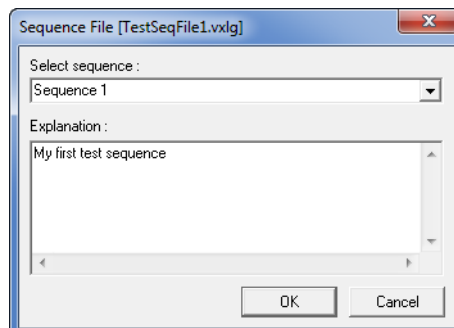 Sequence File [TestSeqFile1.vxlg]
Select sequence :
Sequence 1
Explanation :
My first test sequence
OK
Cancel